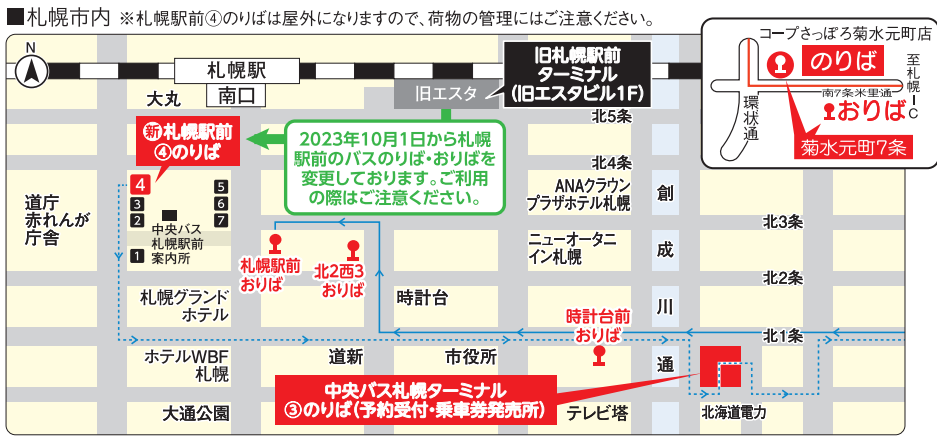 ■札幌市内 ※札幌駅前④のりばは屋外になりますので、荷物の管理にはご注意ください。
N
札幌駅
南口
大丸
旧エスタ
旧札幌駅前
ターミナル
(旧エスタビル1F)
コープさっぽろ菊水元町店
のりば
至札幌IC
南7条米里通
おりば
環状通
菊水元町7条
北5条
新札幌駅前
④のりば
2023年10月1日から札幌
駅前のバスのりば・おりばを
変更しております。ご利用
の際はご注意ください。
北4条
ANAクラウン
プラザホテル札幌
創成川通
北3条
道庁
赤れんが
庁舎
4
3
2
1
5
6
7
中央バス
札幌駅前
案内所
札幌駅前
おりば
北2西3
おりば
ニューオータニ
イン札幌
北2条
札幌グランド
ホテル
時計台
時計台前
おりば
北1条
ホテルWBF
札幌
道新
市役所
中央バス札幌ターミナル
③のりば(予約受付・乗車券発売所)
大通公園
テレビ塔
北海道電力